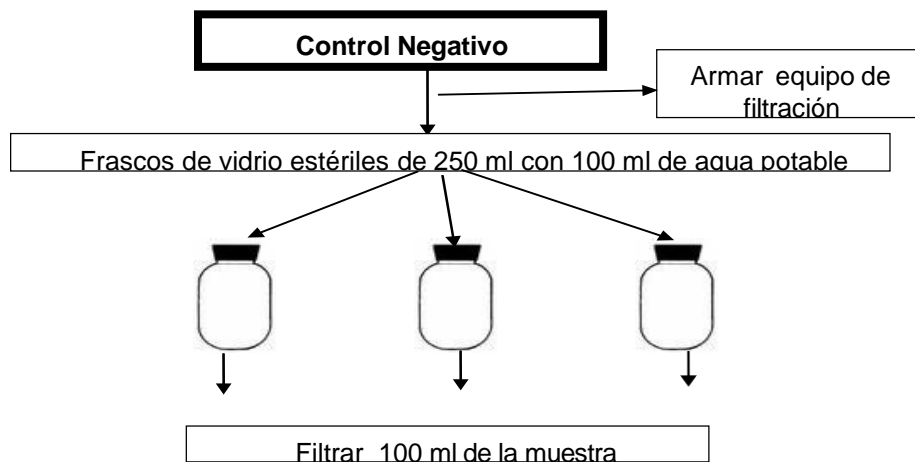 Control Negativo
Armar equipo de
filtración
Frascos de vidrio estériles de 250 ml con 100 ml de agua potable
Filtrar 100 ml de la muestra